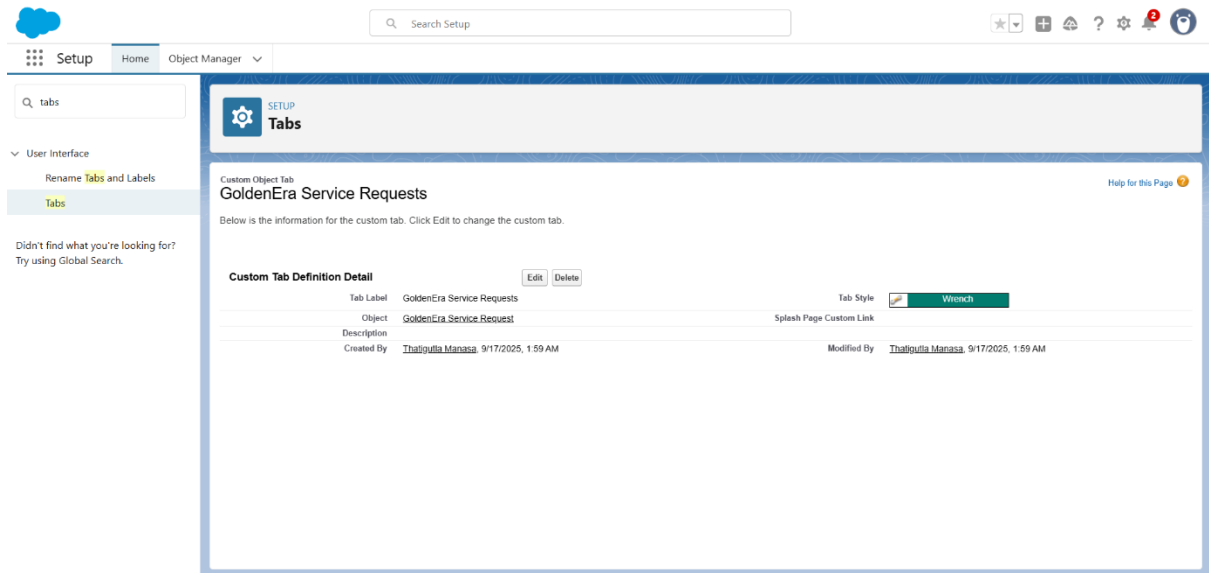 Search Setup
2
Setup Home Object Manager
tabs
SETUP
Tabs
User Interface
Rename Tabs and Labels
Tabs
Didn't find what you're looking for?
Try using Global Search.
Custom Object Tab
GoldenEra Service Requests
Help for this Page ?
Below is the information for the custom tab. Click Edit to change the custom tab.
Custom Tab Definition Detail Edit Delete
Tab Label GoldenEra Service Requests Tab Style Wrench
Object GoldenEra Service Request Splash Page Custom Link
Description
Created By Thatigutla Manasa, 9/17/2025, 1:59 AM Modified By Thatigutla Manasa, 9/17/2025, 1:59 AM